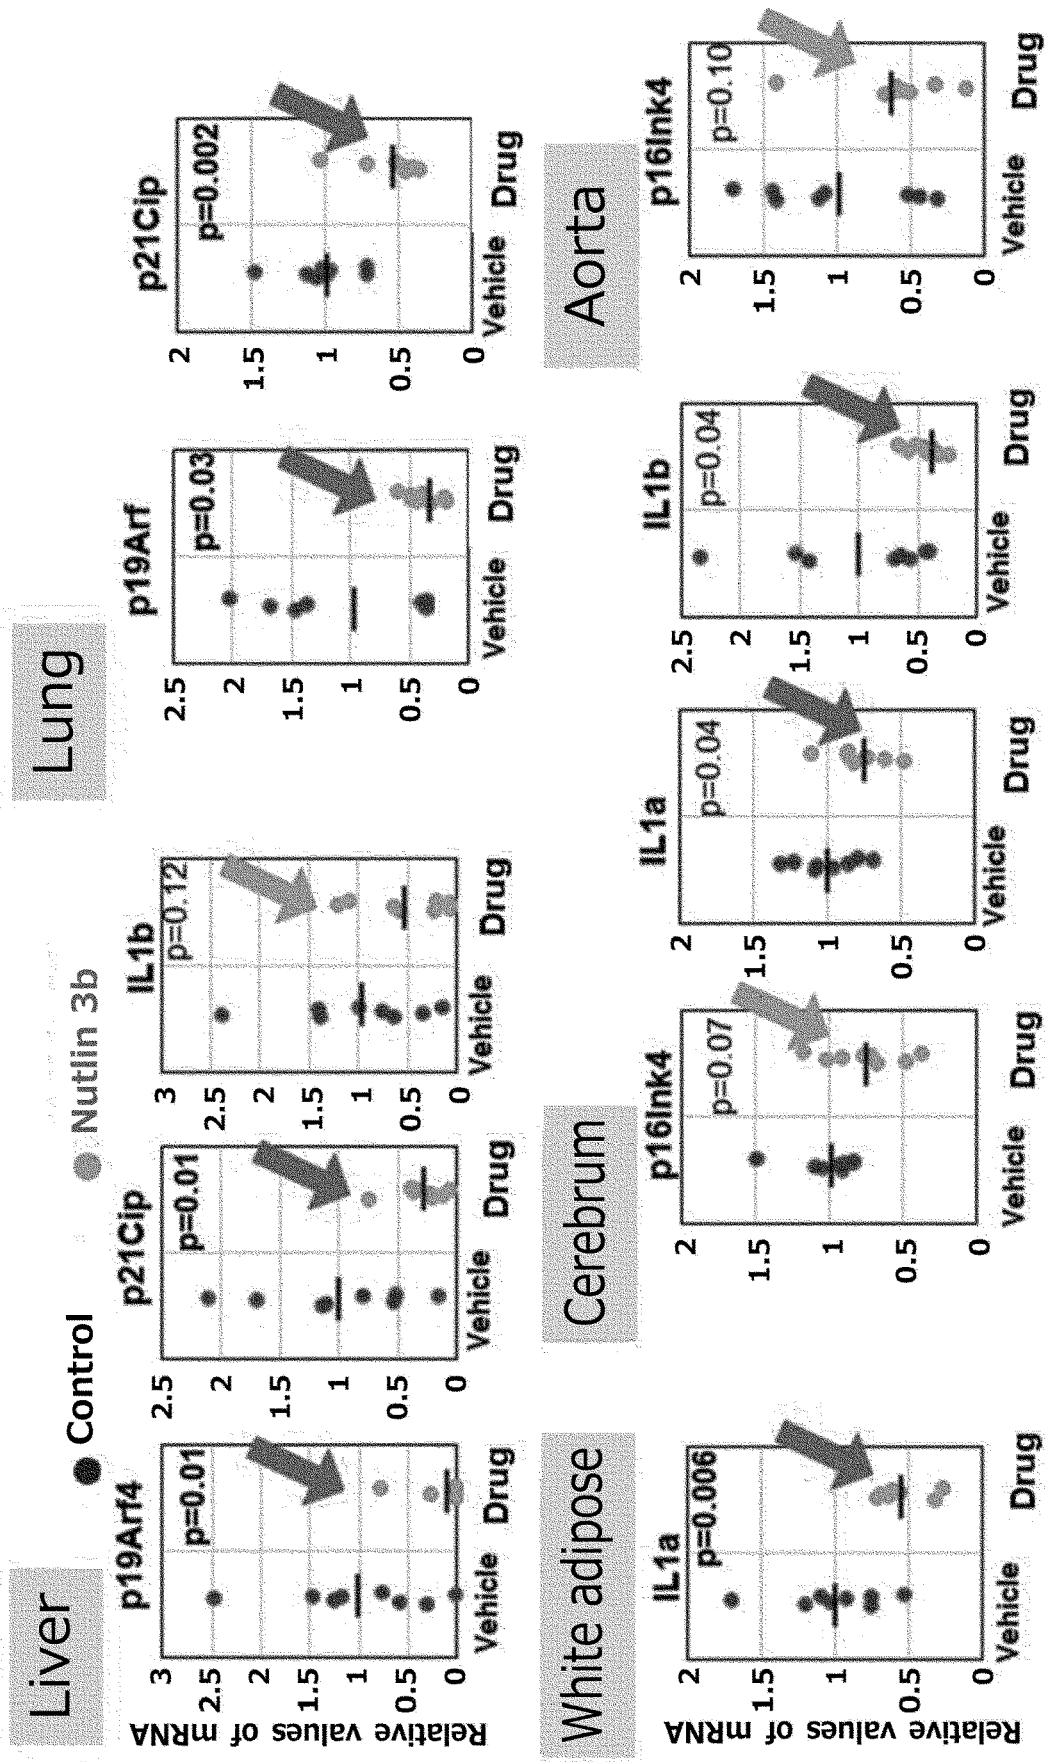 Liver
● Control
● Nutlin 3b
Lung
Relative values of mRNA
p19Arf4
p=0.01
3
2.5
2
1.5
1
0.5
0
Vehicle
Drug
p21Cip
p=0.01
2.5
2
1.5
1
0.5
0
Vehicle
Drug
IL1b
p=0.12
3
2.5
2
1.5
1
0.5
0
Vehicle
Drug
p19Arf
p=0.03
2.5
2
1.5
1
0.5
0
Vehicle
Drug
p21Cip
p=0.002
2
1.5
1
0.5
0
Vehicle
Drug
White adipose
Cerebrum
Aorta
Relative values of mRNA
IL1a
p=0.006
2
1.5
1
0.5
0
Vehicle
Drug
p16Ink4
p=0.07
2
1.5
1
0.5
0
Vehicle
Drug
IL1a
p=0.04
2
1.5
1
0.5
0
Vehicle
Drug
IL1b
p=0.04
2.5
2
1.5
1
0.5
0
Vehicle
Drug
p16Ink4
p=0.10
2
1.5
1
0.5
0
Vehicle
Drug